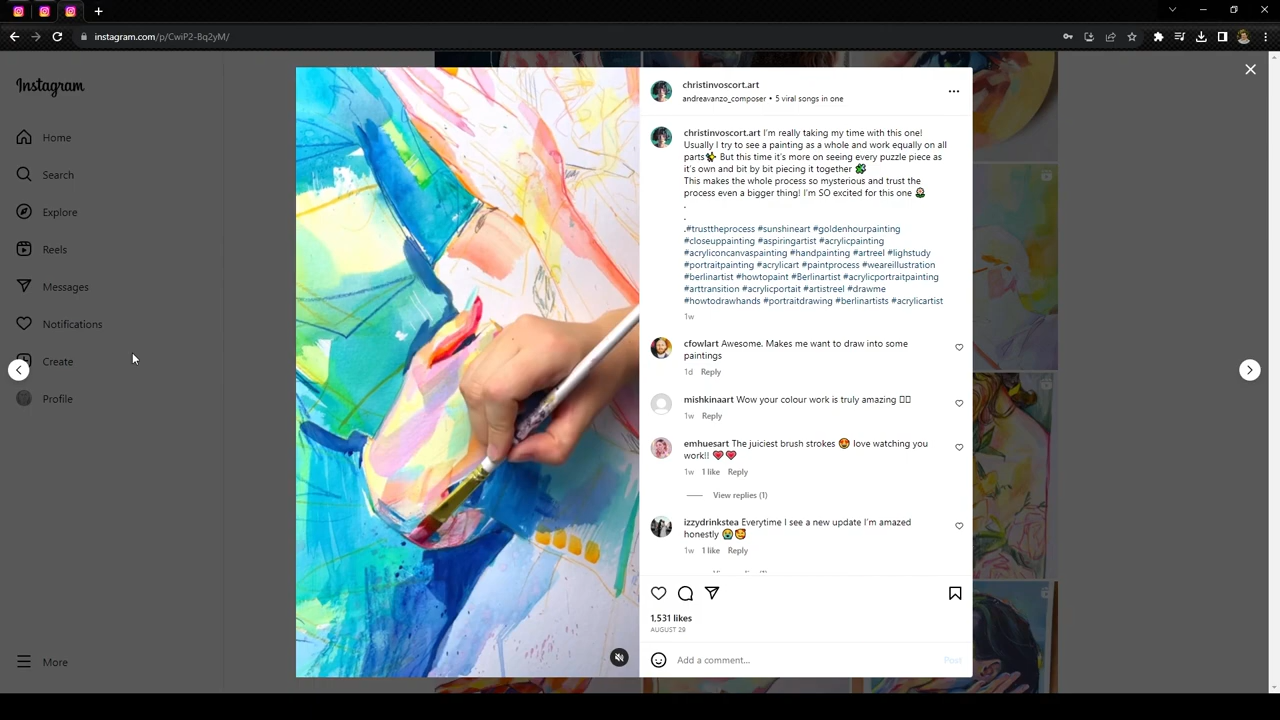 instagram.com/p/CwiP2-Bq2yM/
Instagram
Home
Search
Explore
Reels
Messages
Notifications
Create
Profile
More
christinvoscort.art
andreavanzo_composer • 5 viral songs in one
christinvoscort.art I'm really taking my time with this one!
Usually I try to see a painting as a whole and work equally on all
parts✨ But this time it's more on seeing every puzzle piece as
it's own and bit by bit piecing it together 🧩
This makes the whole process so mysterious and trust the
process even a bigger thing! I'm SO excited for this one
.
.
.#trusttheprocess #sunshineart #goldenhourpainting
#closeuppainting #aspiringartist #acrylicpainting
#acryliconcanvaspainting #handpainting #artreel #lighstudy
#portraitpainting #acrylicart #paintprocess #weareillustration
#berlinartist #howtopaint #Berlinartist #acrylicportraitpainting
#arttransition #acrylicportait #artistreel #drawme
#howtodrawhands #portraitdrawing #berlinartists #acrylicartist
1w
cfowlart Awesome. Makes me want to draw into some
paintings
1d Reply
mishkinaart Wow your colour work is truly amazing
1w Reply
emhuesart The juiciest brush strokes 🤩 love watching you
work!! ❤️❤️
1w 1 like Reply
View replies (1)
izzydrinkstea Everytime I see a new update I'm amazed
honestly 😭🥰
1w 1 like Reply
1,531 likes
AUGUST 29
Add a comment...
Post